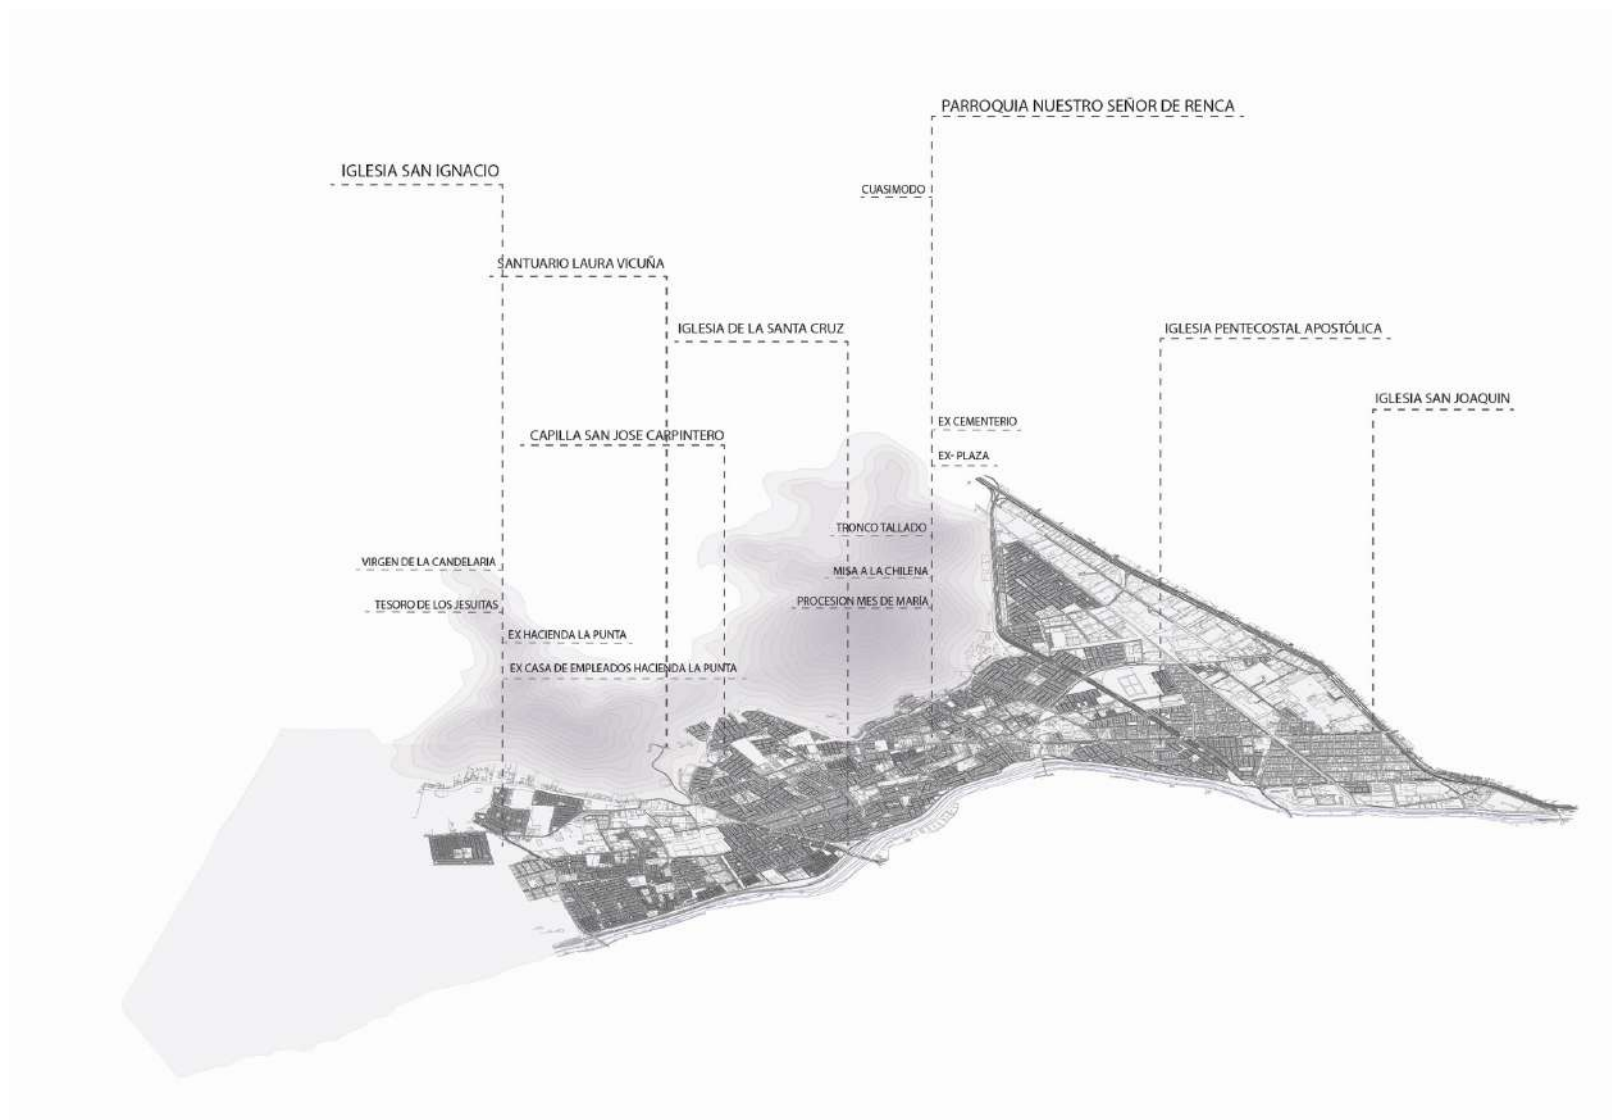 PARROQUIA NUESTRO SEÑOR DE RENCA
IGLESIA SAN IGNACIO
CUASIMODO
SANTUARIO LAURA VICUÑA
IGLESIA DE LA SANTA CRUZ
IGLESIA PENTECOSTAL APOSTÓLICA
IGLESIA SAN JOAQUIN
EX CEMENTERIO
CAPILLA SAN JOSE CARPINTERO
EX- PLAZA
TRONCO TALLADO
VIRGEN DE LA CANDELARIA
MISA A LA CHILENA
PROCESION MES DE MARÍA
TESORO DE LOS JESUITAS
EX HACIENDA LA PUNTA
EX CASA DE EMPLEADOS HACIENDA LA PUNTA